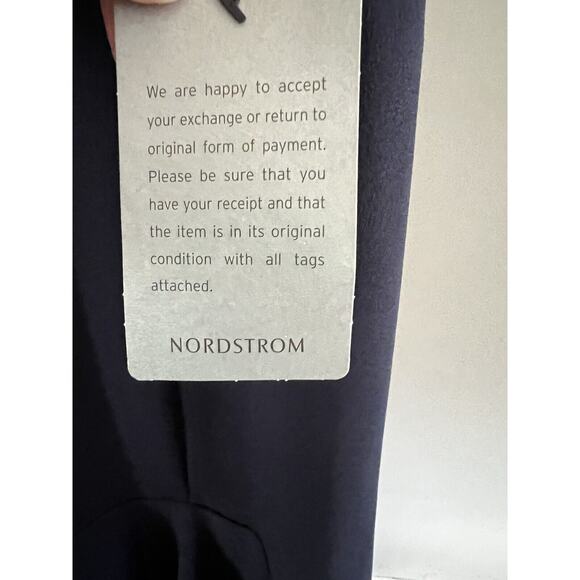 We are happy to accept
your exchange or return to
original form of payment.
Please be sure that you
have your receipt and that
the item is in its original
condition with all tags
attached.
NORDSTROM